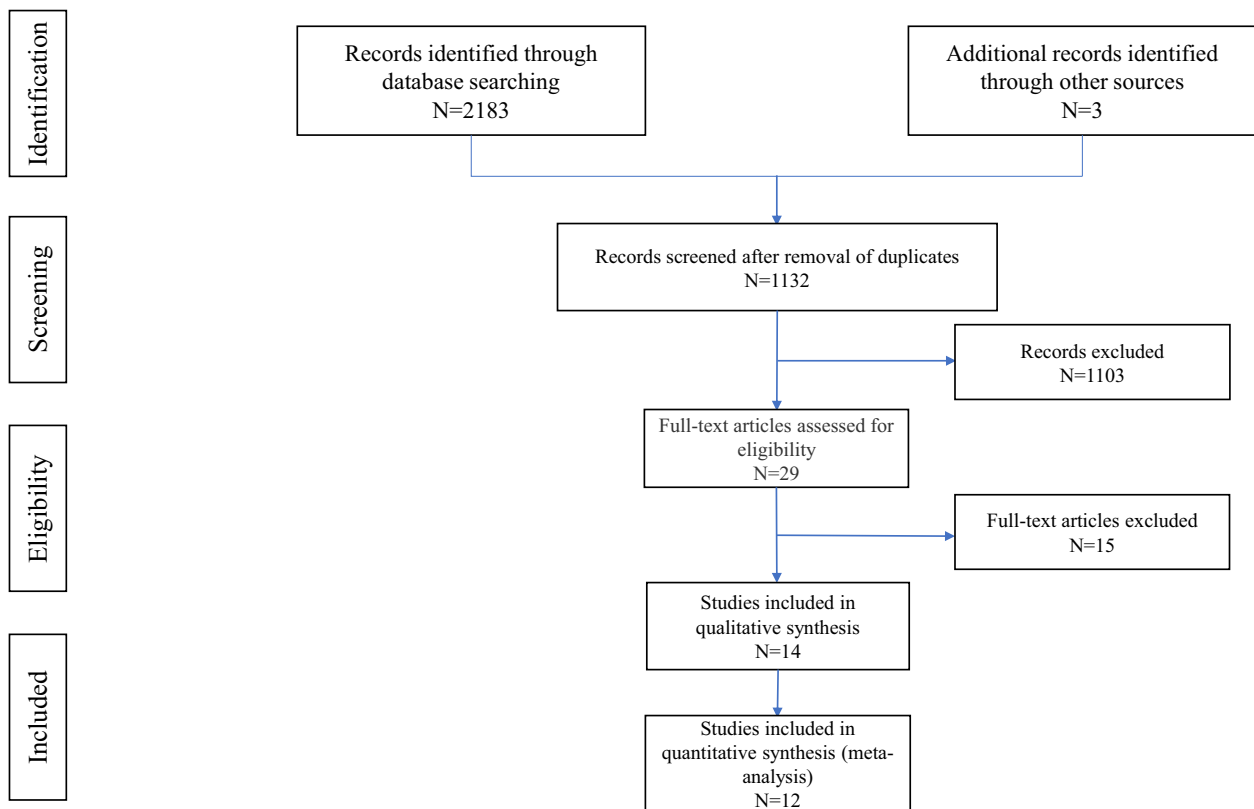 Identification
Records identified through
database searching
N=2183
Additional records identified
through other sources
N=3
Screening
Records screened after removal of duplicates
N=1132
Records excluded
N=1103
Eligibility
Full-text articles assessed for
eligibility
N=29
Full-text articles excluded
N=15
Studies included in
qualitative synthesis
N=14
Included
Studies included in
quantitative synthesis (meta-
analysis)
N=12